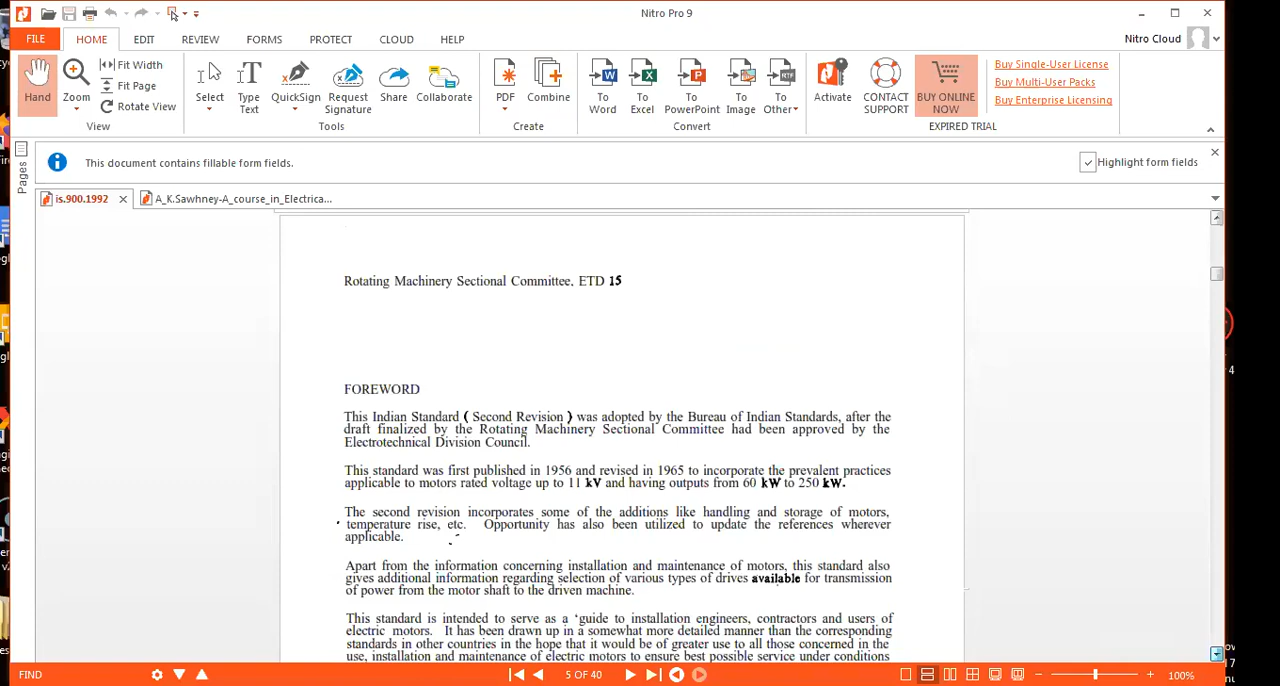 Nitro Pro 9
FILE HOME EDIT REVIEW FORMS PROTECT CLOUD HELP
Nitro Cloud
Hand
Zoom
Fit Width
Fit Page
Rotate View
View
Select
Type Text
QuickSign
Request Signature
Share
Collaborate
Tools
PDF
Combine
Create
To Word
To Excel
To PowerPoint
To Image
To Other
Convert
Activate
CONTACT SUPPORT
BUY ONLINE NOW
Buy Single-User License
Buy Multi-User Packs
Buy Enterprise Licensing
EXPIRED TRIAL
Pages
This document contains fillable form fields.
Highlight form fields
is.900.1992
A_K.Sawhney-A_course_in_Electrica...
Rotating Machinery Sectional Committee, ETD 15
FOREWORD
This Indian Standard ( Second Revision ) was adopted by the Bureau of Indian Standards, after the
draft finalized by the Rotating Machinery Sectional Committee had been approved by the
Electrotechnical Division Council.
This standard was first published in 1956 and revised in 1965 to incorporate the prevalent practices
applicable to motors rated voltage up to 11 kV and having outputs from 60 kW to 250 kW.
The second revision incorporates some of the additions like handling and storage of motors,
temperature rise, etc. Opportunity has also been utilized to update the references wherever
applicable.
Apart from the information concerning installation and maintenance of motors, this standard also
gives additional information regarding selection of various types of drives available for transmission
of power from the motor shaft to the driven machine.
This standard is intended to serve as a ‘guide to installation engineers, contractors and users of
electric motors. It has been drawn up in a somewhat more detailed manner than the corresponding
standards in other countries in the hope that it would be of greater use to all those concerned in the
use, installation and maintenance of electric motors to ensure best possible service under conditions
FIND
5 OF 40
100%